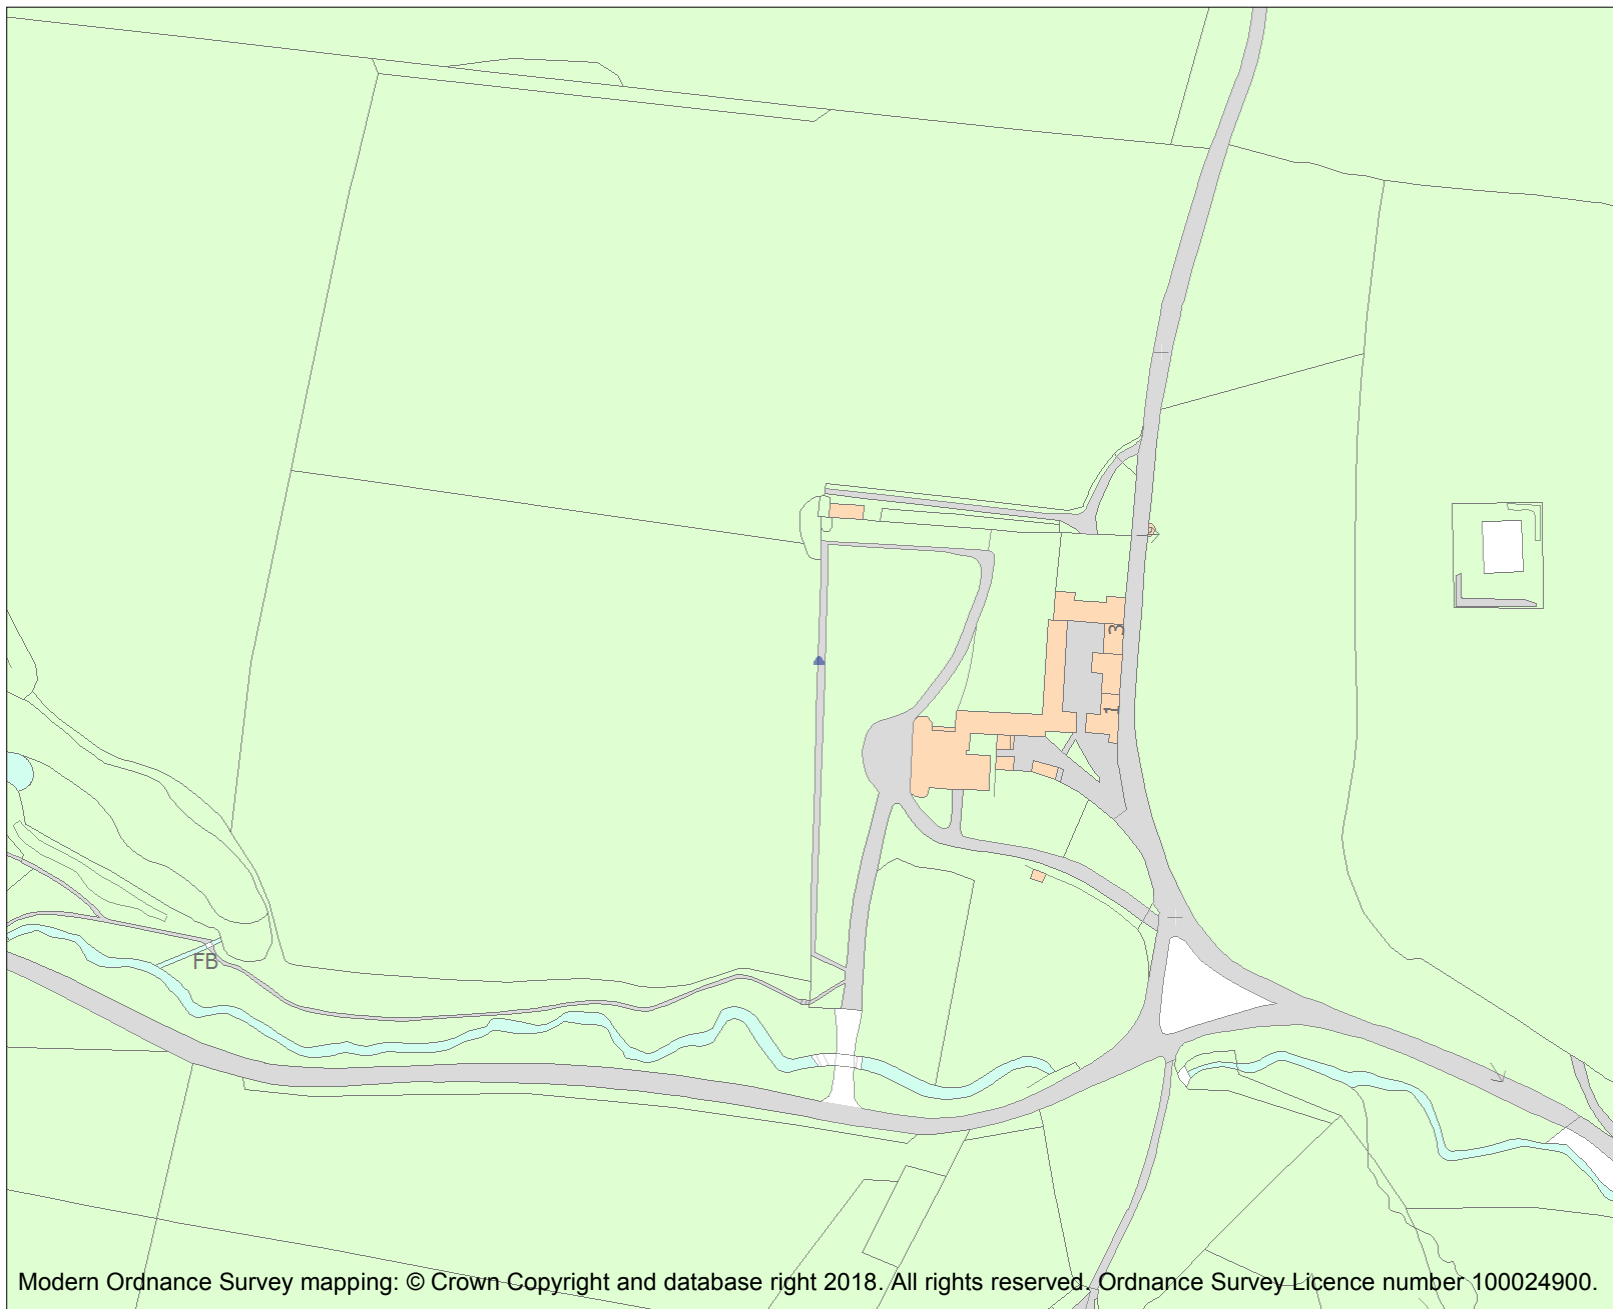 3
1
FB
Modern Ordnance Survey mapping: © Crown Copyright and database right 2018. All rights reserved. Ordnance Survey Licence number 100024900.